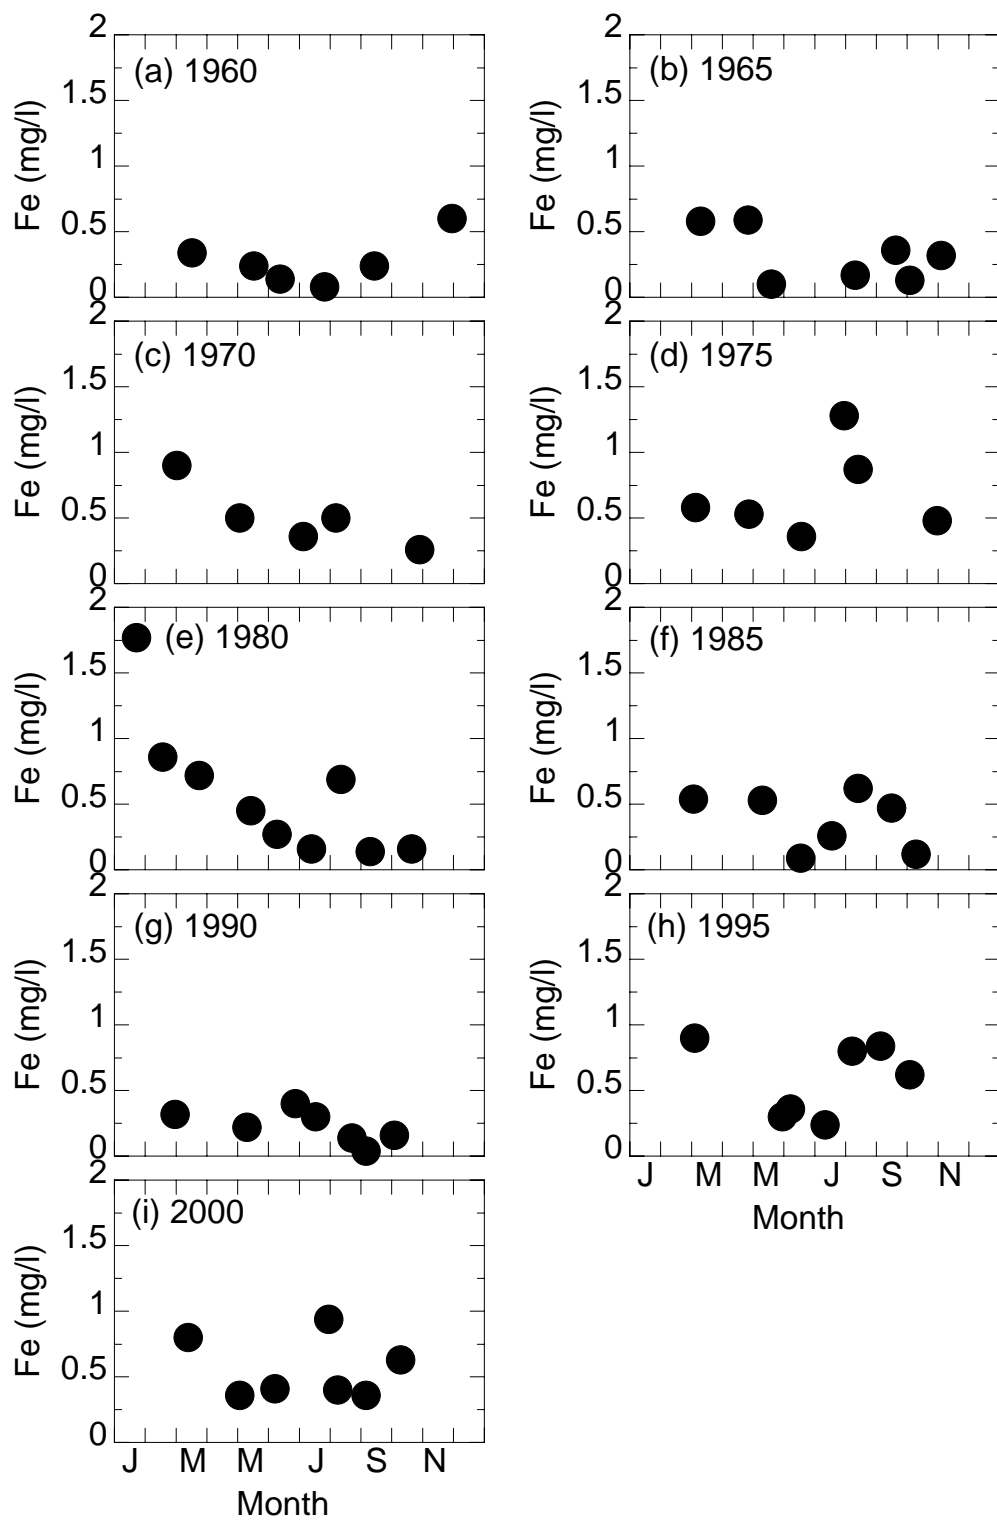 2
1.5
1
0.5
0
Fe (mg/l)
(a) 1960
2
1.5
1
0.5
0
Fe (mg/l)
(b) 1965
2
1.5
1
0.5
0
Fe (mg/l)
(c) 1970
2
1.5
1
0.5
0
Fe (mg/l)
(d) 1975
2
1.5
1
0.5
0
Fe (mg/l)
(e) 1980
2
1.5
1
0.5
0
Fe (mg/l)
(f) 1985
2
1.5
1
0.5
0
Fe (mg/l)
(g) 1990
2
1.5
1
0.5
0
Fe (mg/l)
(h) 1995
J M M J S N
Month
2
1.5
1
0.5
0
Fe (mg/l)
(i) 2000
J M M J S N
Month